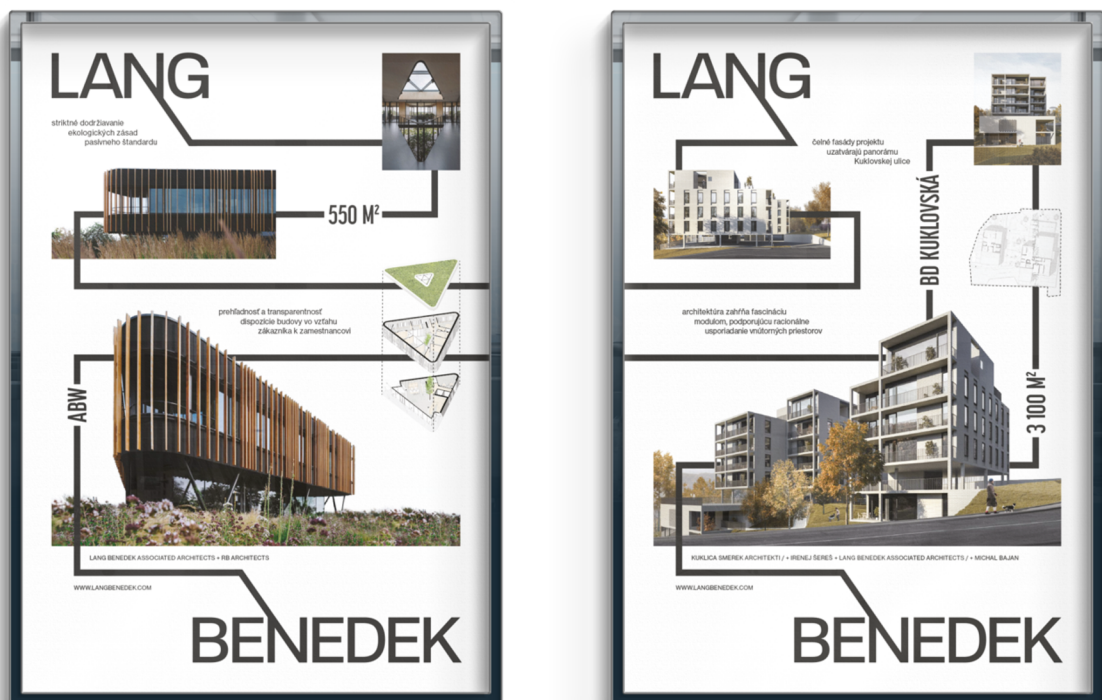 LANG
striktné dodržiavanie
ekologických zásad
pasívneho štandardu
550 M²
prehľadnosť a transparentnosť
dispozície budovy vo vzťahu
zákazníka k zamestnancovi
ABW
LANG BENEDEK ASSOCIATED ARCHITECTS + RB ARCHITECTS
WWW.LANGBENEDEK.COM
BENEDEK
LANG
čelné fasády projektu
uzatvárajú panorámu
Kuklovskej ulice
BD KUKLOVSKÁ
architektúra zahŕňa fascináciu
modulom, podporujúcu racionálne
usporiadanie vnútorných priestorov
3 100 M²
KUKLICA SMEREK ARCHITEKTI / + IRENEJ ŠEREŠ + LANG BENEDEK ASSOCIATED ARCHITECTS / + MICHAL BAJAN
WWW.LANGBENEDEK.COM
BENEDEK